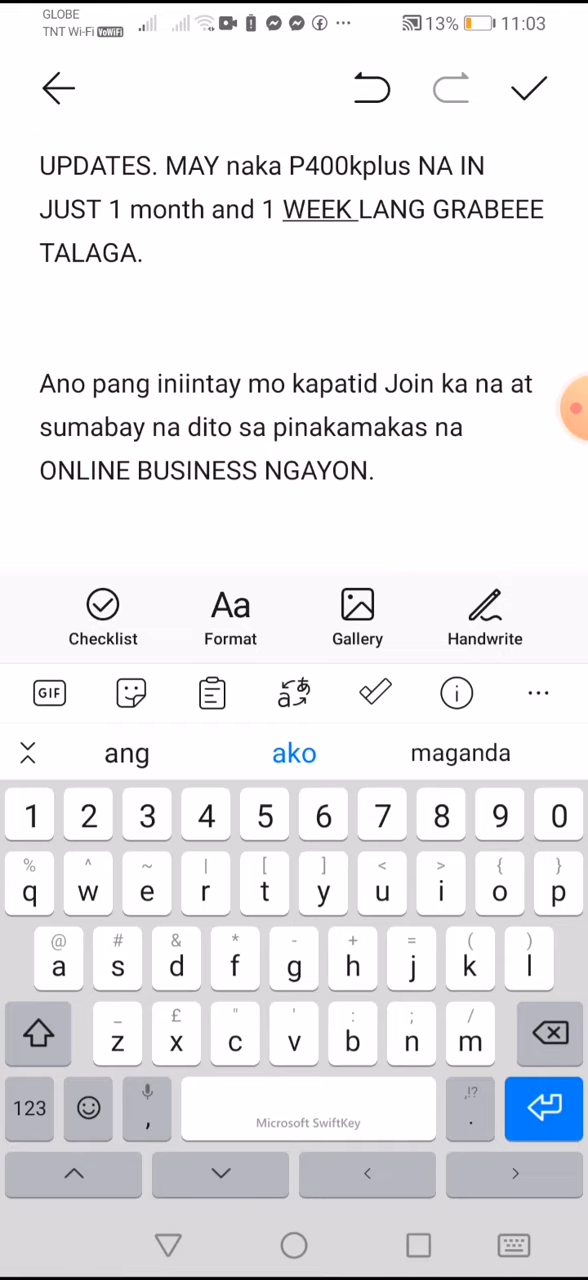 GLOBE
TNT Wi-Fi VoWiFi
13% 11:03
UPDATES. MAY naka P400kplus NA IN
JUST 1 month and 1 WEEK LANG GRABEEE
TALAGA.
Ano pang iniintay mo kapatid Join ka na at
sumabay na dito sa pinakamakas na
ONLINE BUSINESS NGAYON.
Checklist Format Gallery Handwrite
GIF
ang ako maganda
1 2 3 4 5 6 7 8 9 0
% ^ ~ | [ ] < > { }
q w e r t y u i o p
@ # & * - + = ( )
a s d f g h j k l
_ £ " ' : ; /
z x c v b n m
123 , Microsoft SwiftKey ,!? .